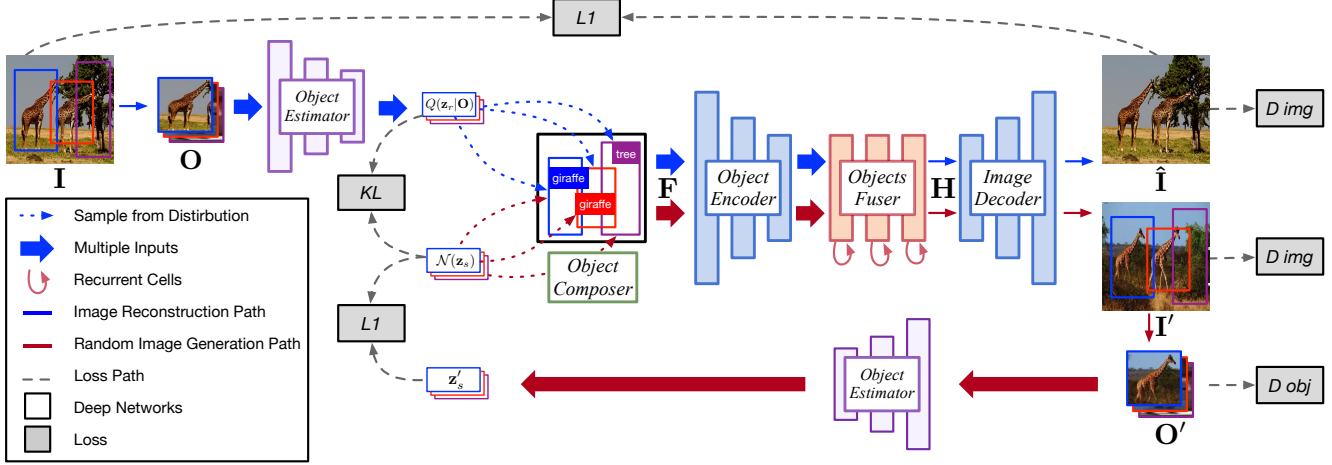 L1
I
O
Object
Estimator
Q(z_r|O)
KL
N(z_s)
L1
z'_s
giraffe
giraffe
tree
Object
Composer
F
Object
Encoder
Objects
Fuser
H
Image
Decoder
Î
D img
D img
I′
Object
Estimator
O′
D obj
Sample from Distirbution
Multiple Inputs
Recurrent Cells
Image Reconstruction Path
Random Image Generation Path
Loss Path
Deep Networks
Loss